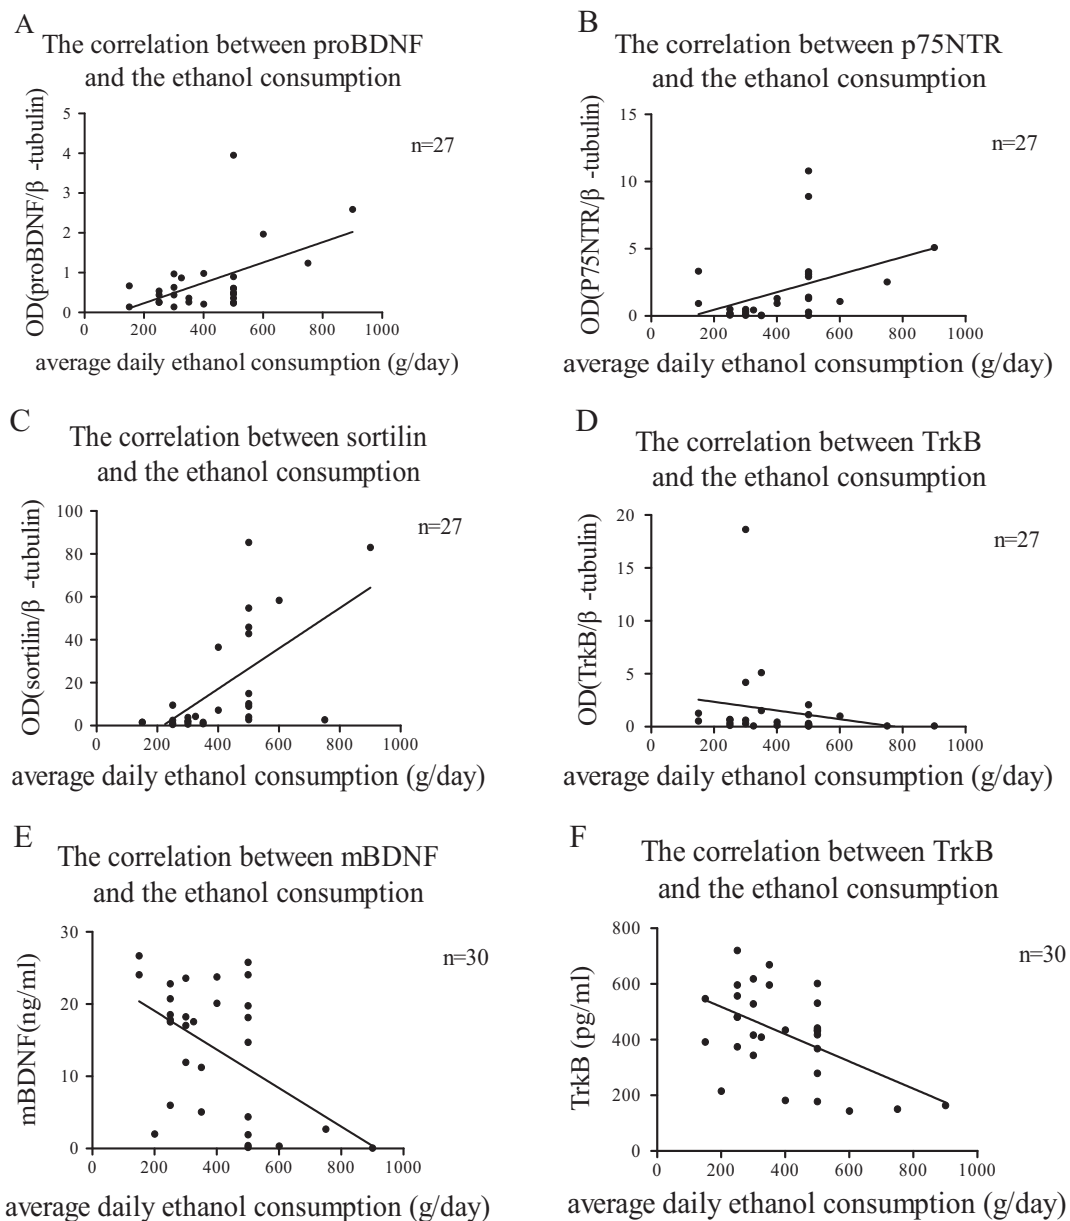 A
The correlation between proBDNF
and the ethanol consumption
OD(proBDNF/β -tubulin)
5
4
3
2
1
0
n=27
0 200 400 600 800 1000
average daily ethanol consumption (g/day)
B
The correlation between p75NTR
and the ethanol consumption
OD(P75NTR/β -tubulin)
15
10
5
0
n=27
0 200 400 600 800 1000
average daily ethanol consumption (g/day)
C
The correlation between sortilin
and the ethanol consumption
OD(sortilin/β -tubulin)
100
80
60
40
20
0
n=27
0 200 400 600 800 1000
average daily ethanol consumption (g/day)
D
The correlation between TrkB
and the ethanol consumption
OD(TrkB/β -tubulin)
20
15
10
5
0
n=27
0 200 400 600 800 1000
average daily ethanol consumption (g/day)
E
The correlation between mBDNF
and the ethanol consumption
mBDNF(ng/ml)
30
20
10
0
n=30
0 200 400 600 800 1000
average daily ethanol consumption (g/day)
F
The correlation between TrkB
and the ethanol consumption
TrkB (pg/ml)
800
600
400
200
0
n=30
0 200 400 600 800 1000
average daily ethanol consumption (g/day)